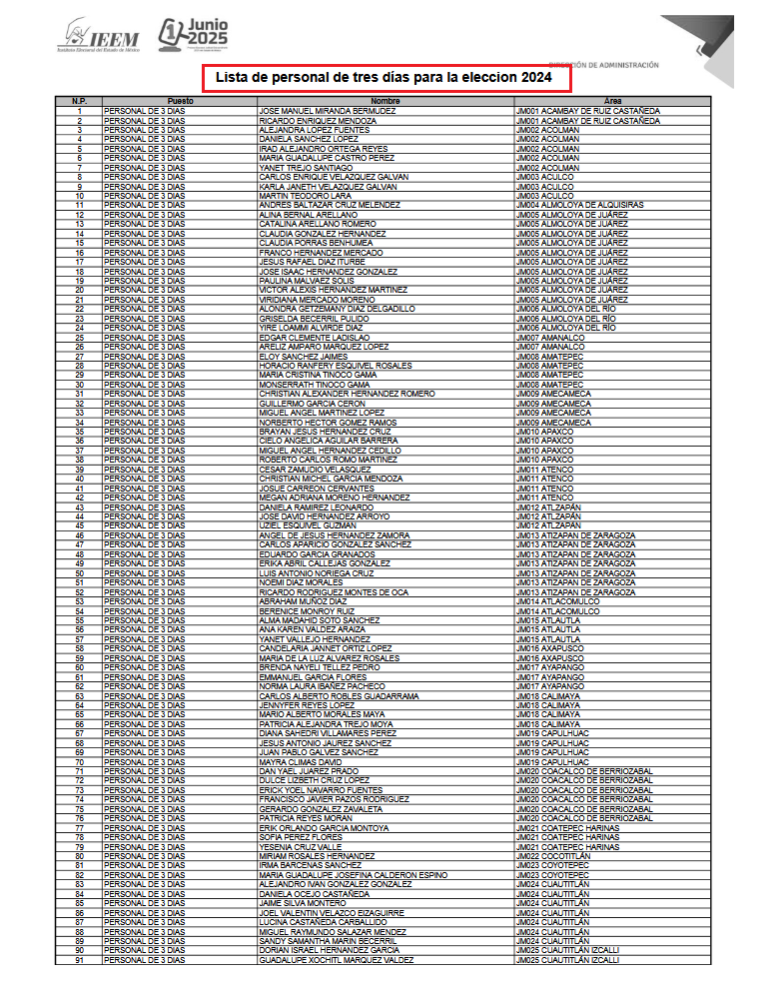 IEEM
Instituto Electoral del Estado de México
1 Junio
2025
DIRECCIÓN DE ADMINISTRACIÓN
Lista de personal de tres días para la eleccion 2024
N.P. Puesto Nombre Área
1 PERSONAL DE 3 DIAS JOSE MANUEL MIRANDA BERMUDEZ JM001 ACAMBAY DE RUIZ CASTAÑEDA
2 PERSONAL DE 3 DIAS RICARDO ENRIQUEZ MENDOZA JM001 ACAMBAY DE RUIZ CASTAÑEDA
3 PERSONAL DE 3 DIAS ALEJANDRA LOPEZ FUENTES JM002 ACOLMAN
4 PERSONAL DE 3 DIAS DANIELA SANCHEZ LOPEZ JM002 ACOLMAN
5 PERSONAL DE 3 DIAS IRAD ALEJANDRO ORTEGA REYES JM002 ACOLMAN
6 PERSONAL DE 3 DIAS MARIA GUADALUPE CASTRO PEREZ JM002 ACOLMAN
7 PERSONAL DE 3 DIAS YANET TREJO SANTIAGO JM002 ACOLMAN
8 PERSONAL DE 3 DIAS CARLOS ENRIQUE VELAZQUEZ GALVAN JM003 ACULCO
9 PERSONAL DE 3 DIAS KARLA JANETH VELAZQUEZ GALVAN JM003 ACULCO
10 PERSONAL DE 3 DIAS MARTIN TEODORO LARA JM003 ACULCO
11 PERSONAL DE 3 DIAS ANDRES BALTAZAR CRUZ MELENDEZ JM004 ALMOLOYA DE ALQUISIRAS
12 PERSONAL DE 3 DIAS ALINA BERNAL ARELLANO JM005 ALMOLOYA DE JUÁREZ
13 PERSONAL DE 3 DIAS CATALINA ARELLANO ROMERO JM005 ALMOLOYA DE JUÁREZ
14 PERSONAL DE 3 DIAS CLAUDIA GONZALEZ HERNANDEZ JM005 ALMOLOYA DE JUÁREZ
15 PERSONAL DE 3 DIAS CLAUDIA PORRAS BENHUMEA JM005 ALMOLOYA DE JUÁREZ
16 PERSONAL DE 3 DIAS FRANCO HERNANDEZ MERCADO JM005 ALMOLOYA DE JUÁREZ
17 PERSONAL DE 3 DIAS JESUS RAFAEL DIAZ ITURBE JM005 ALMOLOYA DE JUÁREZ
18 PERSONAL DE 3 DIAS JOSE ISAAC HERNANDEZ GONZALEZ JM005 ALMOLOYA DE JUÁREZ
19 PERSONAL DE 3 DIAS PAULINA MALVAEZ SOLIS JM005 ALMOLOYA DE JUÁREZ
20 PERSONAL DE 3 DIAS VICTOR ALEXIS HERNANDEZ MARTINEZ JM005 ALMOLOYA DE JUÁREZ
21 PERSONAL DE 3 DIAS VIRIDIANA MERCADO MORENO JM005 ALMOLOYA DE JUÁREZ
22 PERSONAL DE 3 DIAS ALONDRA GETZEMANY DIAZ DELGADILLO JM006 ALMOLOYA DEL RÍO
23 PERSONAL DE 3 DIAS GRISELDA BECERRIL PULIDO JM006 ALMOLOYA DEL RÍO
24 PERSONAL DE 3 DIAS YIRE LOAMMI ALVIRDE DIAZ JM006 ALMOLOYA DEL RÍO
25 PERSONAL DE 3 DIAS EDGAR CLEMENTE LADISLAO JM007 AMANALCO
26 PERSONAL DE 3 DIAS ARELIZ AMPARO MARQUEZ LOPEZ JM007 AMANALCO
27 PERSONAL DE 3 DIAS ELOY SANCHEZ JAIMES JM008 AMATEPEC
28 PERSONAL DE 3 DIAS HORACIO RANFERY ESQUIVEL ROSALES JM008 AMATEPEC
29 PERSONAL DE 3 DIAS MARIA CRISTINA TINOCO GAMA JM008 AMATEPEC
30 PERSONAL DE 3 DIAS MONSERRATH TINOCO GAMA JM008 AMATEPEC
31 PERSONAL DE 3 DIAS CHRISTIAN ALEXANDER HERNANDEZ ROMERO JM009 AMECAMECA
32 PERSONAL DE 3 DIAS GUILLERMO GARCIA CERON JM009 AMECAMECA
33 PERSONAL DE 3 DIAS MIGUEL ANGEL MARTINEZ LOPEZ JM009 AMECAMECA
34 PERSONAL DE 3 DIAS NORBERTO HECTOR GOMEZ RAMOS JM009 AMECAMECA
35 PERSONAL DE 3 DIAS BRAYAN JESUS HERNANDEZ CRUZ JM010 APAXCO
36 PERSONAL DE 3 DIAS CIELO ANGELICA AGUILAR BARRERA JM010 APAXCO
37 PERSONAL DE 3 DIAS MIGUEL ANGEL HERNANDEZ CEDILLO JM010 APAXCO
38 PERSONAL DE 3 DIAS ROBERTO CARLOS ROMO MARTINEZ JM010 APAXCO
39 PERSONAL DE 3 DIAS CESAR ZAMUDIO VELASQUEZ JM011 ATENCO
40 PERSONAL DE 3 DIAS CHRISTIAN MICHEL GARCIA MENDOZA JM011 ATENCO
41 PERSONAL DE 3 DIAS JOSUE CARREON CERVANTES JM011 ATENCO
42 PERSONAL DE 3 DIAS MEGAN ADRIANA MORENO HERNANDEZ JM011 ATENCO
43 PERSONAL DE 3 DIAS DANIELA RAMIREZ LEONARDO JM012 ATLZAPÁN
44 PERSONAL DE 3 DIAS JOSE DAVID HERNANDEZ ARROYO JM012 ATLZAPÁN
45 PERSONAL DE 3 DIAS UZIEL ESQUIVEL GUZMAN JM012 ATLZAPÁN
46 PERSONAL DE 3 DIAS ANGEL DE JESUS HERNANDEZ ZAMORA JM013 ATIZAPAN DE ZARAGOZA
47 PERSONAL DE 3 DIAS CARLOS APARICIO GONZALEZ SANCHEZ JM013 ATIZAPAN DE ZARAGOZA
48 PERSONAL DE 3 DIAS EDUARDO GARCIA GRANADOS JM013 ATIZAPAN DE ZARAGOZA
49 PERSONAL DE 3 DIAS ERIKA ABRIL CALLEJAS GONZALEZ JM013 ATIZAPAN DE ZARAGOZA
50 PERSONAL DE 3 DIAS LUIS ANTONIO NORIEGA CRUZ JM013 ATIZAPAN DE ZARAGOZA
51 PERSONAL DE 3 DIAS NOEMI DIAZ MORALES JM013 ATIZAPAN DE ZARAGOZA
52 PERSONAL DE 3 DIAS RICARDO RODRIGUEZ MONTES DE OCA JM013 ATIZAPAN DE ZARAGOZA
53 PERSONAL DE 3 DIAS ABRAHAM MUÑOZ DIAZ JM014 ATLACOMULCO
54 PERSONAL DE 3 DIAS BERENICE MONROY RUIZ JM014 ATLACOMULCO
55 PERSONAL DE 3 DIAS ALMA MADAHID SOTO SANCHEZ JM015 ATLAUTLA
56 PERSONAL DE 3 DIAS ANA KAREN VALDEZ ARAIZA JM015 ATLAUTLA
57 PERSONAL DE 3 DIAS YANET VALLEJO HERNANDEZ JM015 ATLAUTLA
58 PERSONAL DE 3 DIAS CANDELARIA JANNET ORTIZ LOPEZ JM016 AXAPUSCO
59 PERSONAL DE 3 DIAS MARIA DE LA LUZ ALVAREZ ROSALES JM016 AXAPUSCO
60 PERSONAL DE 3 DIAS BRENDA NAYELI TELLEZ PEDRO JM017 AYAPANGO
61 PERSONAL DE 3 DIAS EMMANUEL GARCIA FLORES JM017 AYAPANGO
62 PERSONAL DE 3 DIAS NORMA LAURA IBAÑEZ PACHECO JM017 AYAPANGO
63 PERSONAL DE 3 DIAS CARLOS ALBERTO ROBLES GUADARRAMA JM018 CALIMAYA
64 PERSONAL DE 3 DIAS JENNYFER REYES LOPEZ JM018 CALIMAYA
65 PERSONAL DE 3 DIAS MARIO ALBERTO MORALES MAYA JM018 CALIMAYA
66 PERSONAL DE 3 DIAS PATRICIA ALEJANDRA TREJO MOYA JM018 CALIMAYA
67 PERSONAL DE 3 DIAS DIANA SAHEDRI VILLAMARES PEREZ JM019 CAPULHUAC
68 PERSONAL DE 3 DIAS JESUS ANTONIO JAUREZ SANCHEZ JM019 CAPULHUAC
69 PERSONAL DE 3 DIAS JUAN PABLO GALVEZ SANCHEZ JM019 CAPULHUAC
70 PERSONAL DE 3 DIAS MAYRA CLIMAS DAVID JM019 CAPULHUAC
71 PERSONAL DE 3 DIAS DAN YAEL JUAREZ PRADO JM020 COACALCO DE BERRIOZABAL
72 PERSONAL DE 3 DIAS DULCE LIZBETH CRUZ LOPEZ JM020 COACALCO DE BERRIOZABAL
73 PERSONAL DE 3 DIAS ERICK YOEL NAVARRO FUENTES JM020 COACALCO DE BERRIOZABAL
74 PERSONAL DE 3 DIAS FRANCISCO JAVIER PAZOS RODRIGUEZ JM020 COACALCO DE BERRIOZABAL
75 PERSONAL DE 3 DIAS GERARDO GONZALEZ ZAVALETA JM020 COACALCO DE BERRIOZABAL
76 PERSONAL DE 3 DIAS PATRICIA REYES MORAN JM020 COACALCO DE BERRIOZABAL
77 PERSONAL DE 3 DIAS ERIK ORLANDO GARCIA MONTOYA JM021 COATEPEC HARINAS
78 PERSONAL DE 3 DIAS SOFIA PEREZ FLORES JM021 COATEPEC HARINAS
79 PERSONAL DE 3 DIAS YESENIA CRUZ VALLE JM021 COATEPEC HARINAS
80 PERSONAL DE 3 DIAS MIRIAM ROSALES HERNANDEZ JM022 COCOTITLÁN
81 PERSONAL DE 3 DIAS IRMA BARCENAS SANCHEZ JM023 COYOTEPEC
82 PERSONAL DE 3 DIAS MARIA GUADALUPE JOSEFINA CALDERON ESPINO JM023 COYOTEPEC
83 PERSONAL DE 3 DIAS ALEJANDRO IVAN GONZALEZ GONZALEZ JM024 CUAUTITLÁN
84 PERSONAL DE 3 DIAS DANIELA OCEJO CASTAÑEDA JM024 CUAUTITLÁN
85 PERSONAL DE 3 DIAS JAIME SILVA MONTERO JM024 CUAUTITLÁN
86 PERSONAL DE 3 DIAS JOEL VALENTIN VELAZCO EIZAGUIRRE JM024 CUAUTITLÁN
87 PERSONAL DE 3 DIAS LUCINA CASTAÑEDA CARBALLIDO JM024 CUAUTITLÁN
88 PERSONAL DE 3 DIAS MIGUEL RAYMUNDO SALAZAR MENDEZ JM024 CUAUTITLÁN
89 PERSONAL DE 3 DIAS SANDY SAMANTHA MARIN BECERRIL JM024 CUAUTITLÁN
90 PERSONAL DE 3 DIAS DORIAN ISRAEL HERNANDEZ GARCIA JM025 CUAUTITLÁN IZCALLI
91 PERSONAL DE 3 DIAS GUADALUPE XOCHITL MARQUEZ VALDEZ JM025 CUAUTITLÁN IZCALLI